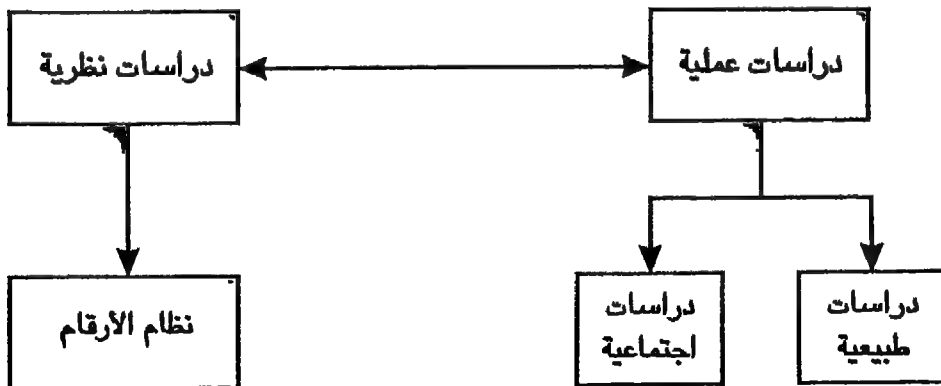 دراسات عملية
دراسات نظرية
دراسات
طبيعية
دراسات
اجتماعية
نظام الأرقام